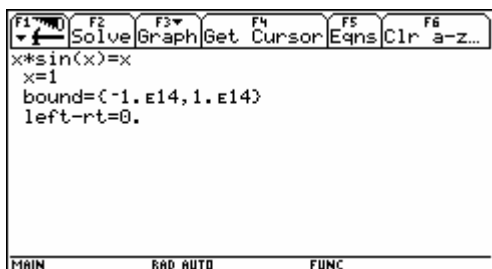 F1 F2 Solve F3 Graph F4 Get Cursor F5 Eqns F6 Clr a-z…
x*sin(x)=x
x=1
bound={-1.E14,1.E14}
left-rt=0.
MAIN RAD AUTO FUNC